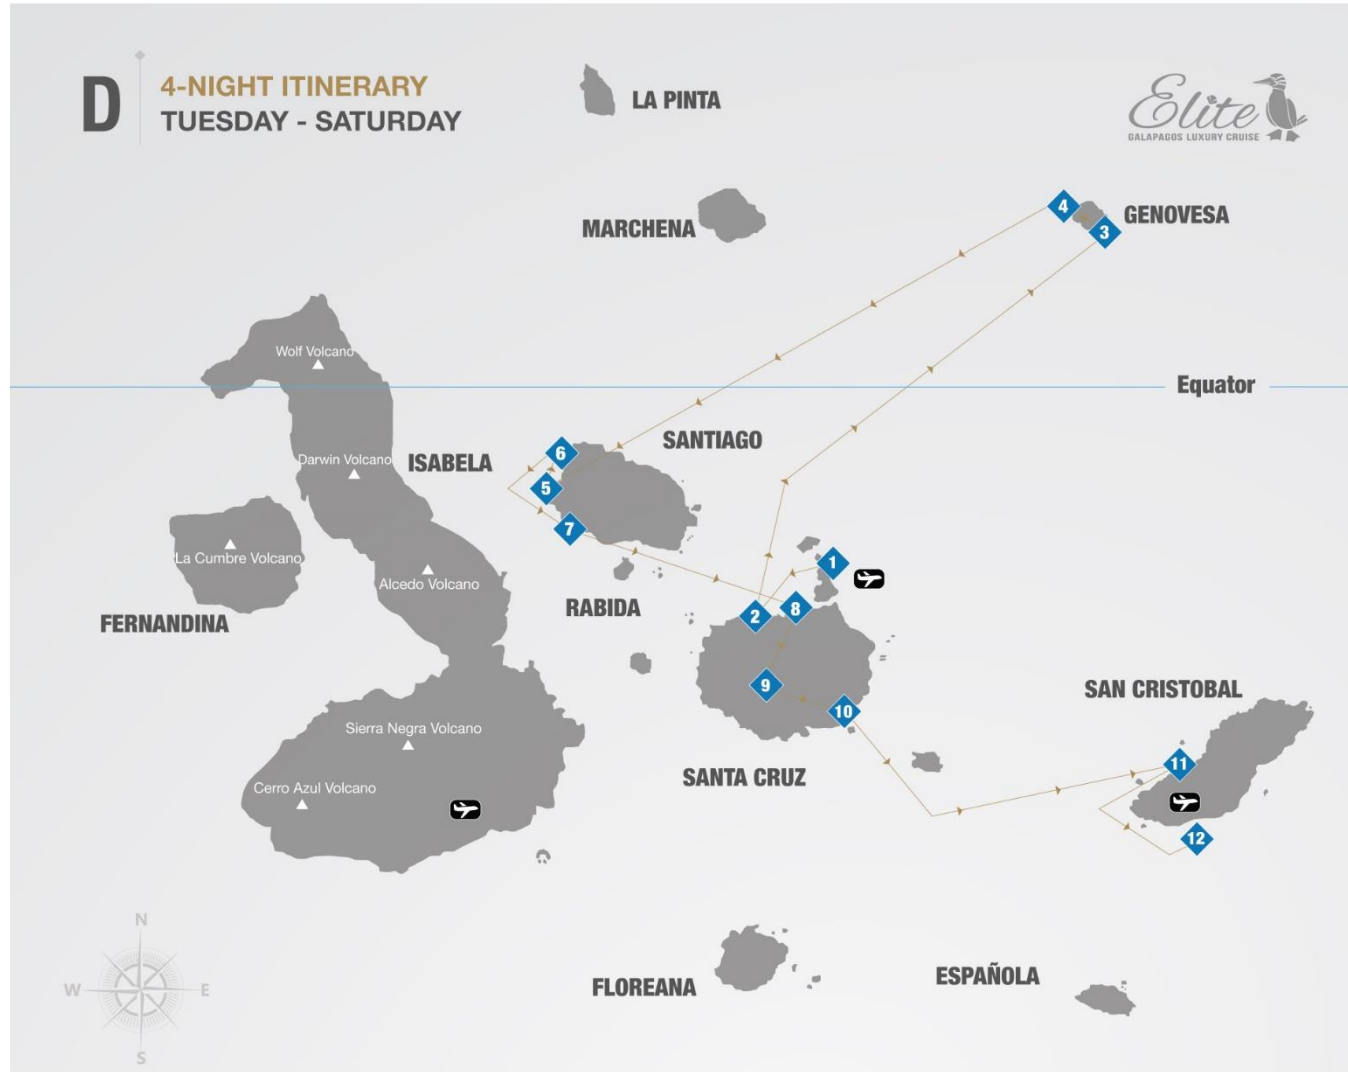 D
4-NIGHT ITINERARY
TUESDAY - SATURDAY
LA PINTA
Elite
GALAPAGOS LUXURY CRUISE
MARCHENA
4
GENOVESA
3
Wolf Volcano
Equator
SANTIAGO
6
Darwin Volcano
ISABELA
5
7
La Cumbre Volcano
1
Alcedo Volcano
RABIDA
8
2
FERNANDINA
9
SAN CRISTOBAL
10
Sierra Negra Volcano
11
SANTA CRUZ
Cerro Azul Volcano
12
N
W
E
S
FLOREANA
ESPAÑOLA